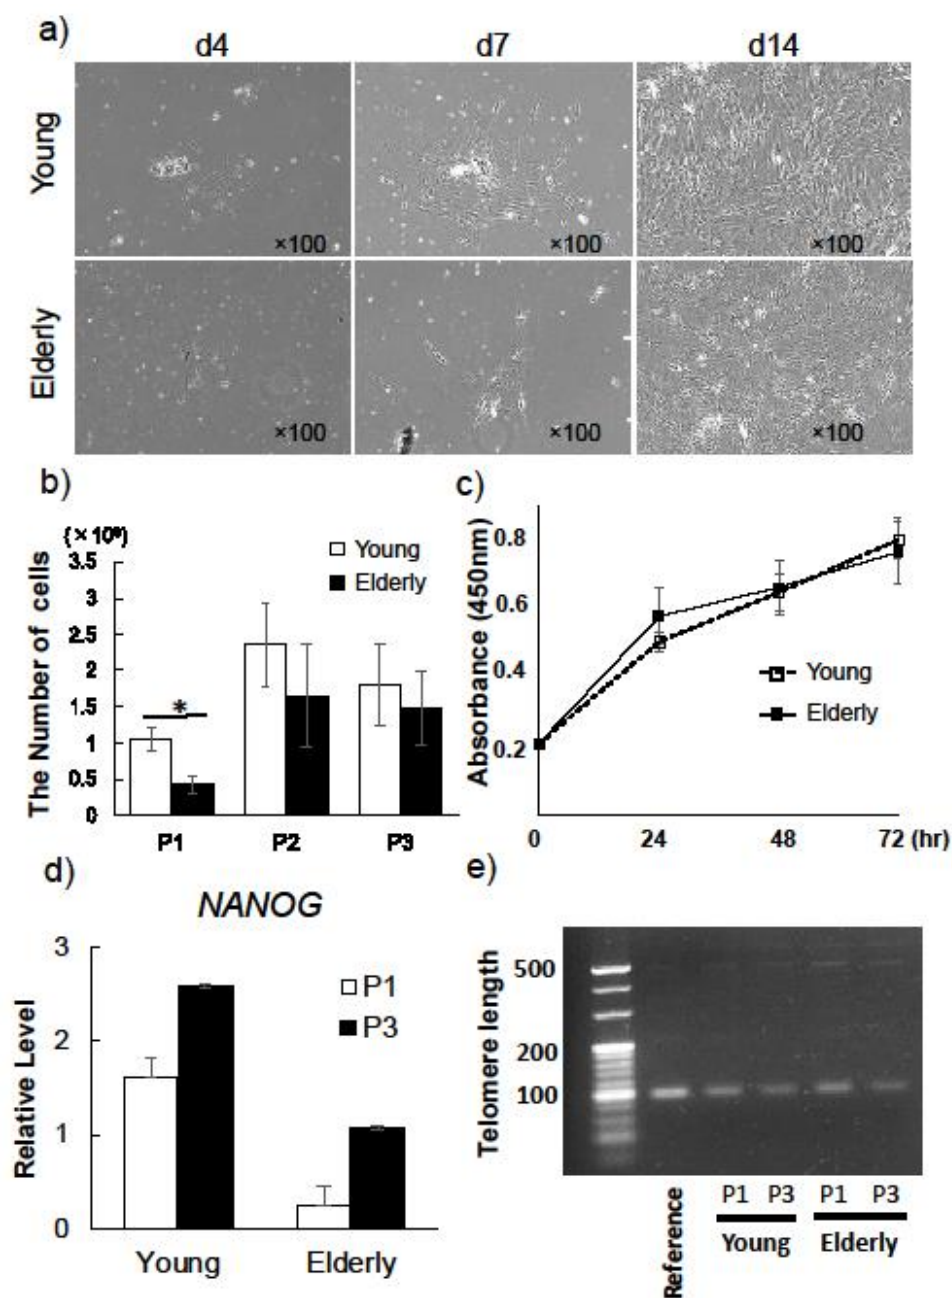 a)
d4 d7 d14
Young
×100 ×100 ×100
Elderly
×100 ×100 ×100
b)
The Number of cells
3.5
3
2.5
2
1.5
1
0.5
0
*
Young
Elderly
P1 P2 P3
c)
Absorbance (450nm)
0.8
0.6
0.4
0.2
Young
Elderly
0 24 48 72 (hr)
d)
NANOG
Relative Level
3
2
1
0
P1
P3
Young Elderly
e)
Telomere length
500
200
100
Reference
P1 P3 P1 P3
Young Elderly